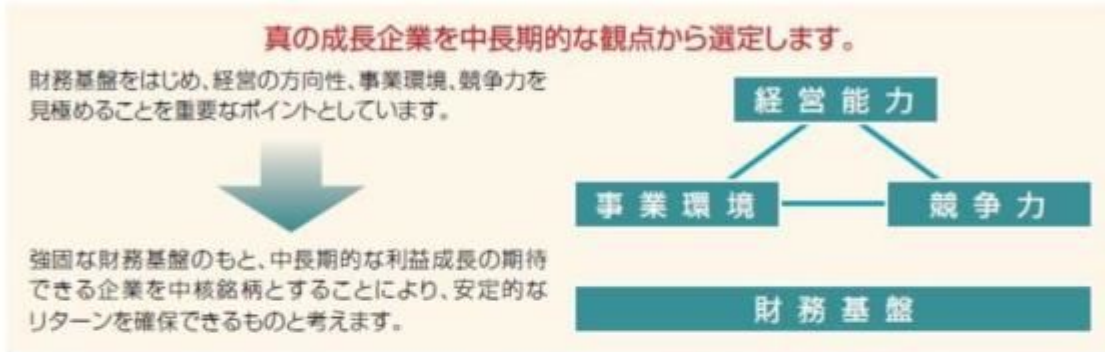 真の成長企業を中長期的な観点から選定します。
財務基盤をはじめ、経営の方向性、事業環境、競争力を
見極めることを重要なポイントとしています。
強固な財務基盤のもと、中長期的な利益成長の期待
できる企業を中核銘柄とすることにより、安定的な
リターンを確保できるものと考えます。
経営能力
事業環境
競争力
財務基盤